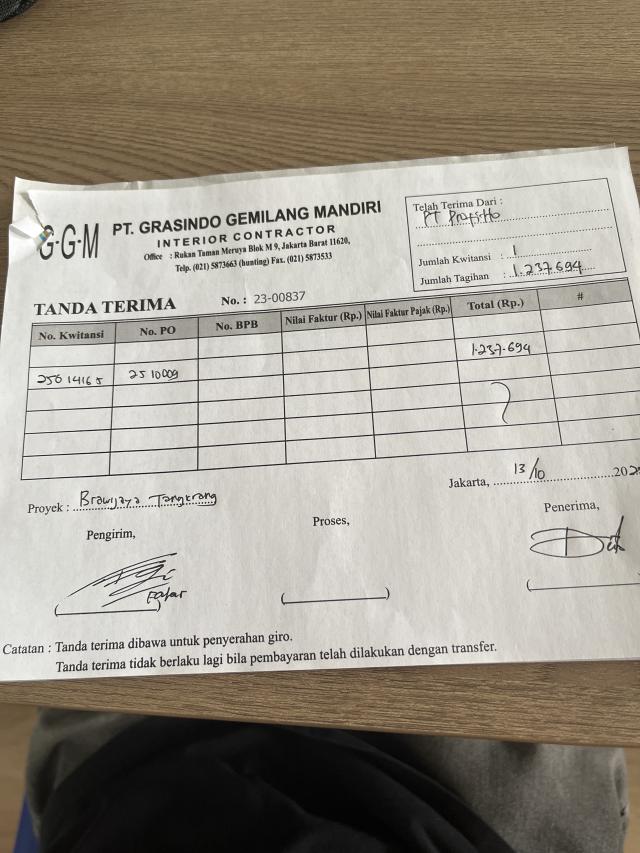 G-G-M
PT. GRASINDO GEMILANG MANDIRI
INTERIOR CONTRACTOR
Office : Rukan Taman Meruya Blok M 9, Jakarta Barat 11620,
Telp. (021) 5873663 (hunting) Fax. (021) 5873533
Telah Terima Dari :
PT
Jumlah Kwitansi : 1
Jumlah Tagihan : 1.237.694
TANDA TERIMA No. : 23-00837
No. Kwitansi No. PO No. BPB Nilai Faktur (Rp.) Nilai Faktur Pajak (Rp.) Total (Rp.) #
1.237.694
25014165 2510009
Jakarta, 13/10 202
Proyek : Brawijaya Tangerang
Pengirim, Proses, Penerima,
Fajar
Catatan : Tanda terima dibawa untuk penyerahan giro.
Tanda terima tidak berlaku lagi bila pembayaran telah dilakukan dengan transfer.